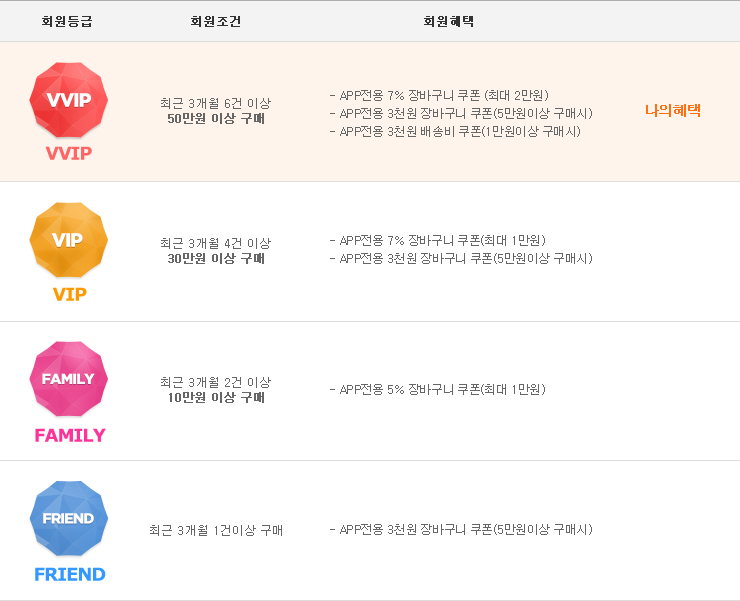 회원등급 회원조건 회원혜택
VVIP
VVIP
최근 3개월 6건 이상
50만원 이상 구매
- APP전용 7% 장바구니 쿠폰 (최대 2만원)
- APP전용 3천원 장바구니 쿠폰(5만원이상 구매시)
- APP전용 3천원 배송비 쿠폰(1만원이상 구매시)
나의혜택
VIP
VIP
최근 3개월 4건 이상
30만원 이상 구매
- APP전용 7% 장바구니 쿠폰(최대 1만원)
- APP전용 3천원 장바구니 쿠폰(5만원이상 구매시)
FAMILY
FAMILY
최근 3개월 2건 이상
10만원 이상 구매
- APP전용 5% 장바구니 쿠폰(최대 1만원)
FRIEND
FRIEND
최근 3개월 1건이상 구매
- APP전용 3천원 장바구니 쿠폰(5만원이상 구매시)